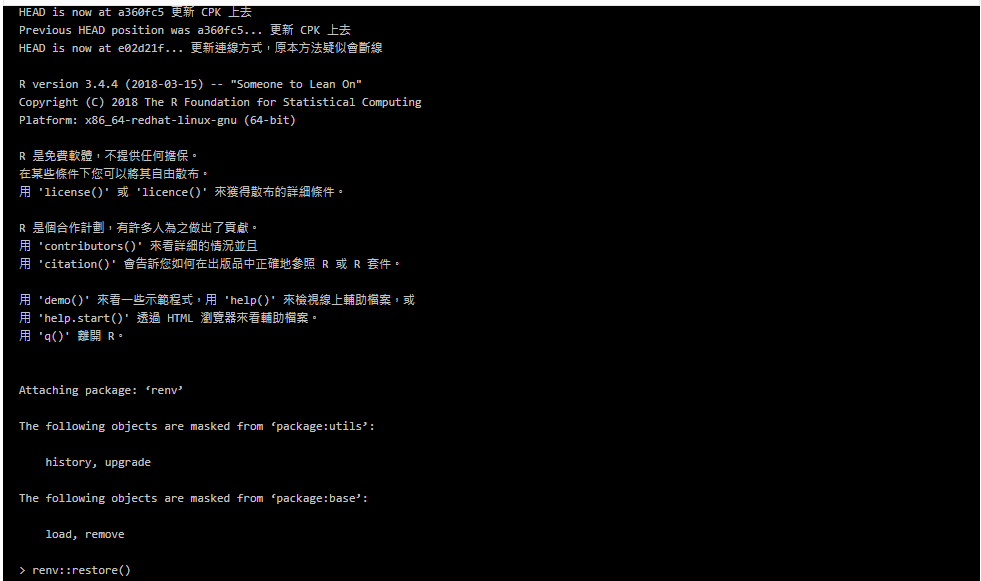 HEAD is now at a360fc5 更新 CPK 上去
Previous HEAD position was a360fc5... 更新 CPK 上去
HEAD is now at e02d21f... 更新連線方式，原本方法疑似會斷線
R version 3.4.4 (2018-03-15) -- "Someone to Lean On"
Copyright (C) 2018 The R Foundation for Statistical Computing
Platform: x86_64-redhat-linux-gnu (64-bit)
R 是免費軟體，不提供任何擔保。
在某些條件下您可以將其自由散布。
用 'license()' 或 'licence()' 來獲得散布的詳細條件。
R 是個合作計劃，有許多人為之做出了貢獻。
用 'contributors()' 來看詳細的情況並且
用 'citation()' 會告訴您如何在出版品中正確地參照 R 或 R 套件。
用 'demo()' 來看一些示範程式，用 'help()' 來檢視線上輔助檔案，或
用 'help.start()' 透過 HTML 瀏覽器來看輔助檔案。
用 'q()' 離開 R。
Attaching package: ‘renv’
The following objects are masked from ‘package:utils’:
history, upgrade
The following objects are masked from ‘package:base’:
load, remove
> renv::restore()